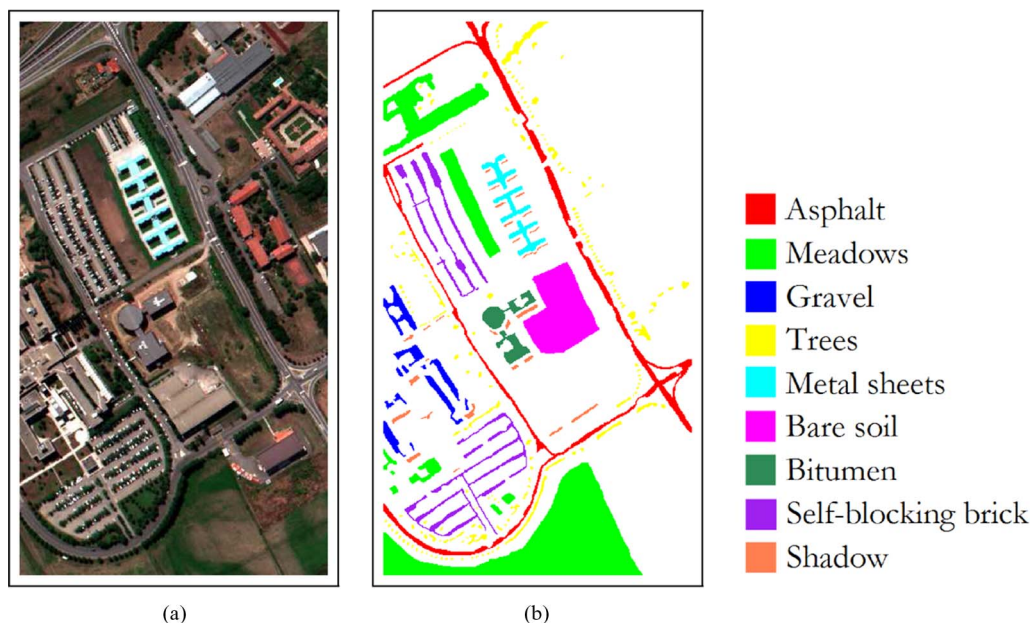 Asphalt
Meadows
Gravel
Trees
Metal sheets
Bare soil
Bitumen
Self-blocking brick
Shadow
(a)
(b)